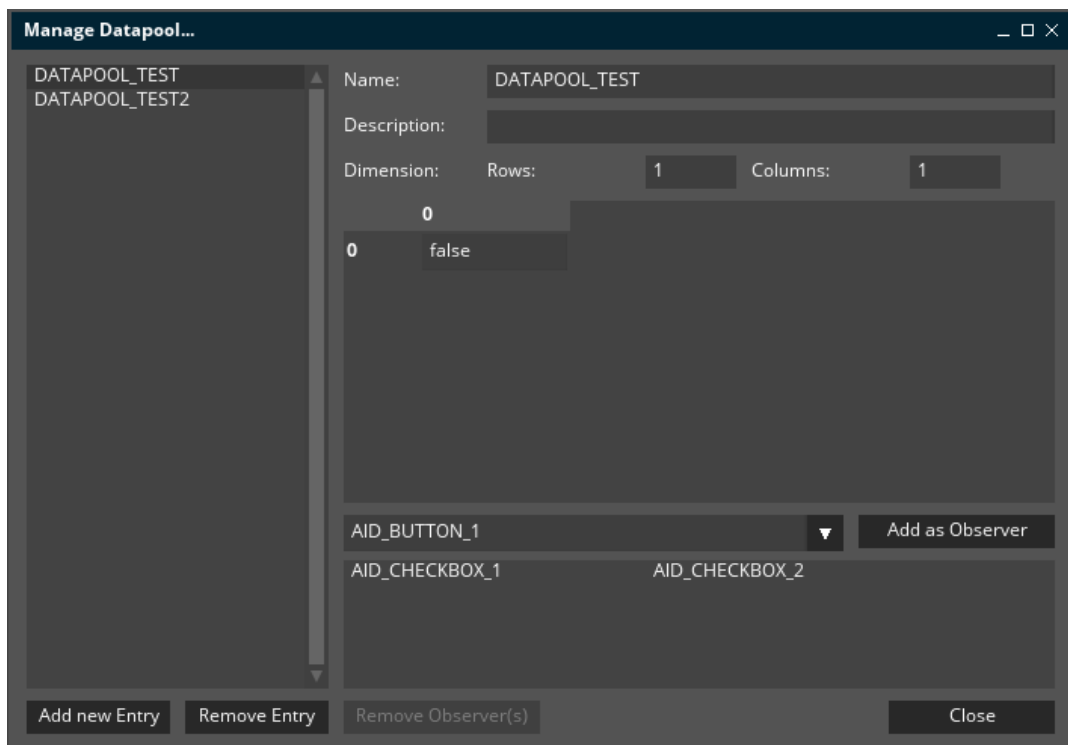 Manage Datapool...
DATAPOOL_TEST
DATAPOOL_TEST2
Name: DATAPOOL_TEST
Description:
Dimension: Rows: 1 Columns: 1
0
0 false
AID_BUTTON_1 Add as Observer
AID_CHECKBOX_1 AID_CHECKBOX_2
Add new Entry Remove Entry Remove Observer(s) Close